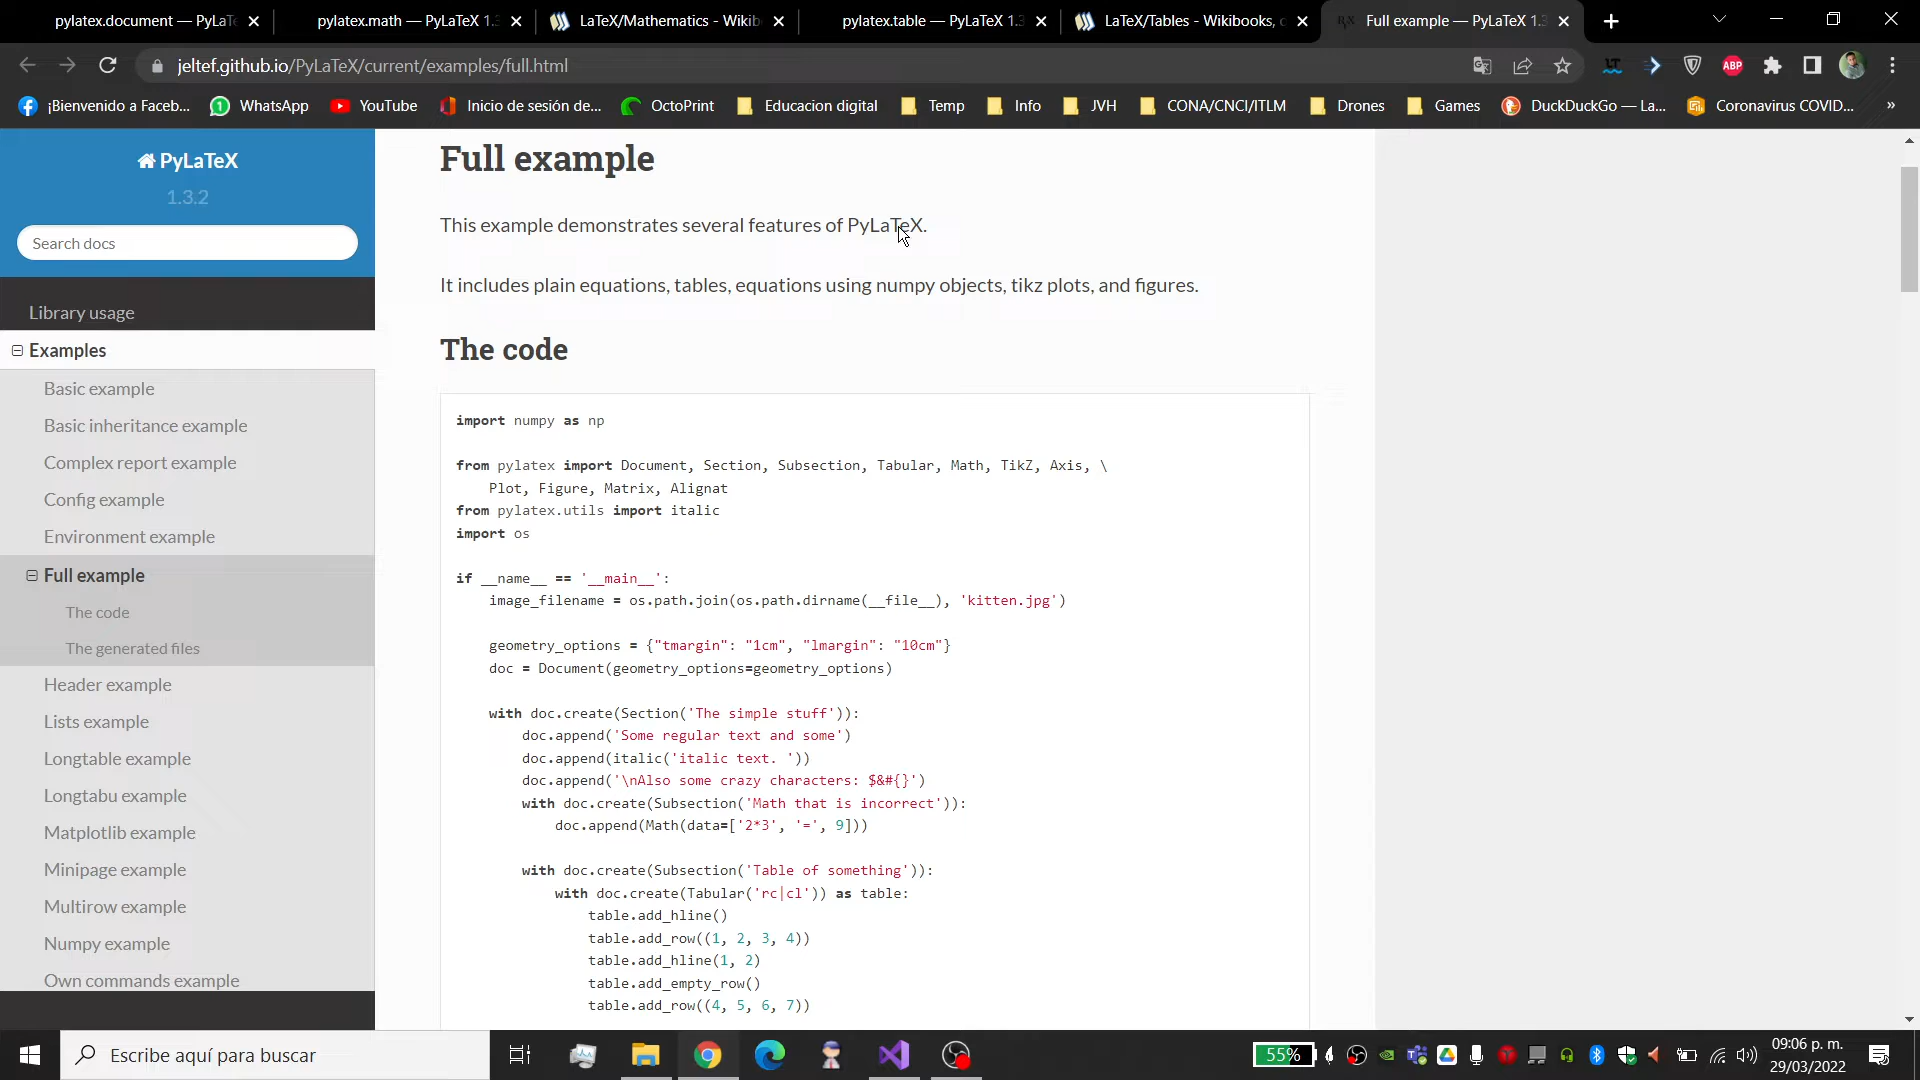 pylatex.document — PyLaTe
pylatex.math — PyLaTeX 1.3
LaTeX/Mathematics - Wikib
pylatex.table — PyLaTeX 1.3
LaTeX/Tables - Wikibooks, o
Full example — PyLaTeX 1.3
jeltef.github.io/PyLaTeX/current/examples/full.html
ABP
¡Bienvenido a Faceb...
WhatsApp
YouTube
Inicio de sesión de...
OctoPrint
Educacion digital
Temp
Info
JVH
CONA/CNCI/ITLM
Drones
Games
DuckDuckGo — La...
Coronavirus COVID...
»
PyLaTeX
1.3.2
Search docs
Library usage
Examples
Basic example
Basic inheritance example
Complex report example
Config example
Environment example
Full example
The code
The generated files
Header example
Lists example
Longtable example
Longtabu example
Matplotlib example
Minipage example
Multirow example
Numpy example
Own commands example
Full example
This example demonstrates several features of PyLaTeX.
It includes plain equations, tables, equations using numpy objects, tikz plots, and figures.
The code
import numpy as np
from pylatex import Document, Section, Subsection, Tabular, Math, TikZ, Axis, \
Plot, Figure, Matrix, Alignat
from pylatex.utils import italic
import os
if __name__ == '__main__':
image_filename = os.path.join(os.path.dirname(__file__), 'kitten.jpg')
geometry_options = {"tmargin": "1cm", "lmargin": "10cm"}
doc = Document(geometry_options=geometry_options)
with doc.create(Section('The simple stuff')):
doc.append('Some regular text and some')
doc.append(italic('italic text. '))
doc.append('\nAlso some crazy characters: $&#{}')
with doc.create(Subsection('Math that is incorrect')):
doc.append(Math(data=['2*3', '=', 9]))
with doc.create(Subsection('Table of something')):
with doc.create(Tabular('rc|cl')) as table:
table.add_hline()
table.add_row((1, 2, 3, 4))
table.add_hline(1, 2)
table.add_empty_row()
table.add_row((4, 5, 6, 7))
Escribe aquí para buscar
55%
09:06 p. m.
29/03/2022